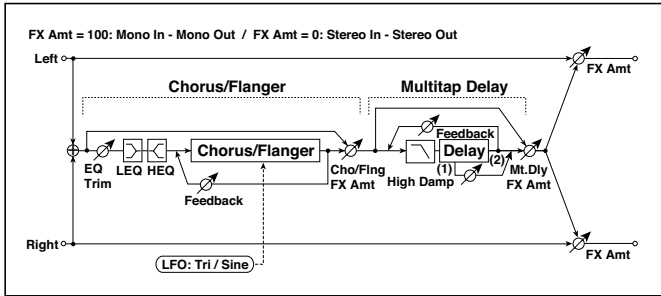 FX Amt = 100: Mono In - Mono Out / FX Amt = 0: Stereo In - Stereo Out
Left
FX Amt
Chorus/Flanger
Multitap Delay
Feedback
Chorus/Flanger
Delay
EQ
Trim
LEQ
HEQ
Cho/Flng
FX Amt
High Damp
(1)
(2)
Mt.Dly
FX Amt
Feedback
Right
LFO: Tri / Sine
FX Amt